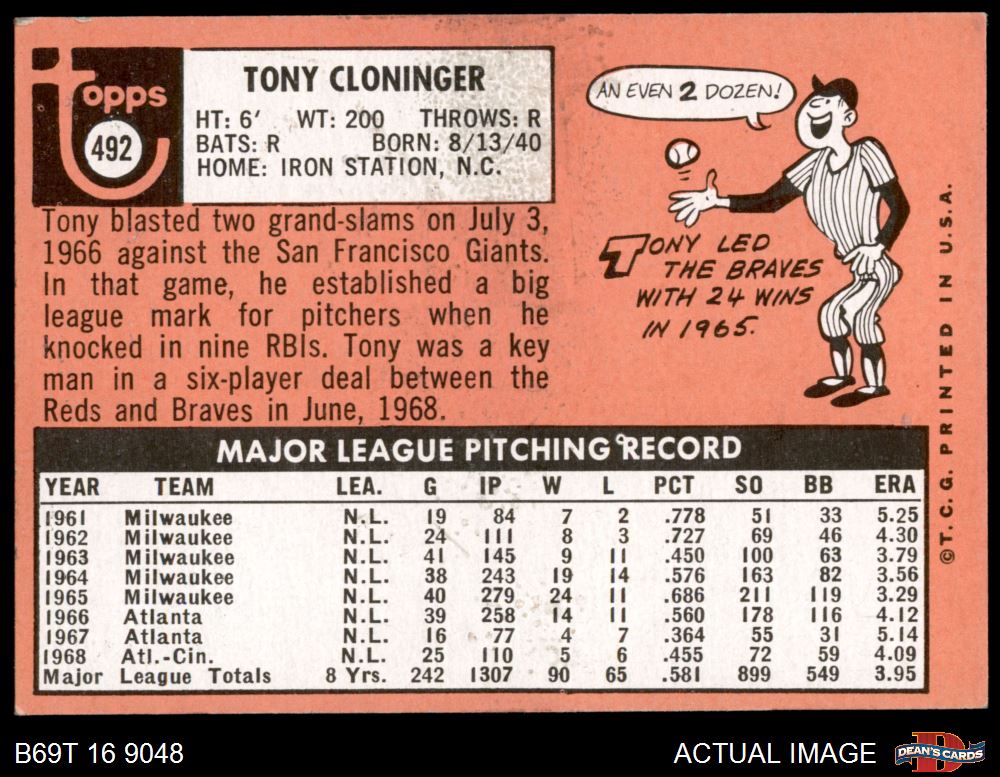 Topps
492
TONY CLONINGER
HT: 6' WT: 200 THROWS: R
BATS: R BORN: 8/13/40
HOME: IRON STATION, N.C.
Tony blasted two grand-slams on July 3,
1966 against the San Francisco Giants.
In that game, he established a big
league mark for pitchers when he
knocked in nine RBIs. Tony was a key
man in a six-player deal between the
Reds and Braves in June, 1968.
AN EVEN 2 DOZEN!
TONY LED
THE BRAVES
WITH 24 WINS
IN 1965.
MAJOR LEAGUE PITCHING RECORD
YEAR TEAM LEA. G IP W L PCT SO BB ERA
1961 Milwaukee N.L. 19 84 7 2 .778 51 33 5.25
1962 Milwaukee N.L. 24 111 8 3 .727 69 46 4.30
1963 Milwaukee N.L. 41 145 9 11 .450 100 63 3.79
1964 Milwaukee N.L. 38 243 19 14 .576 163 82 3.56
1965 Milwaukee N.L. 40 279 24 11 .686 211 119 3.29
1966 Atlanta N.L. 39 258 14 11 .560 178 116 4.12
1967 Atlanta N.L. 16 77 4 7 .364 55 31 5.14
1968 Atl.-Cin. N.L. 25 110 5 6 .455 72 59 4.09
Major League Totals 8 Yrs. 242 1307 90 65 .581 899 549 3.95
© T. C. G. PRINTED IN U.S.A.
B69T 16 9048
ACTUAL IMAGE
D
DEAN'S CARDS